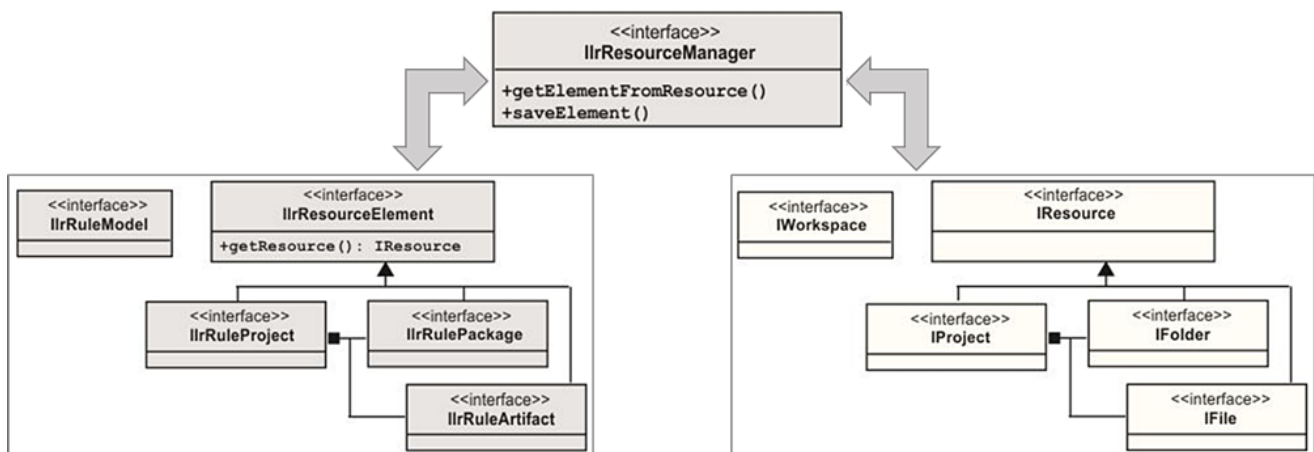 <<interface>>
IlrResourceManager
+getElementFromResource()
+saveElement()
<<interface>>
IlrRuleModel
<<interface>>
IlrResourceElement
+getResource(): IResource
<<interface>>
IlrRuleProject
<<interface>>
IlrRulePackage
<<interface>>
IlrRuleArtifact
<<interface>>
IWorkspace
<<interface>>
IResource
<<interface>>
IProject
<<interface>>
IFolder
<<interface>>
IFile